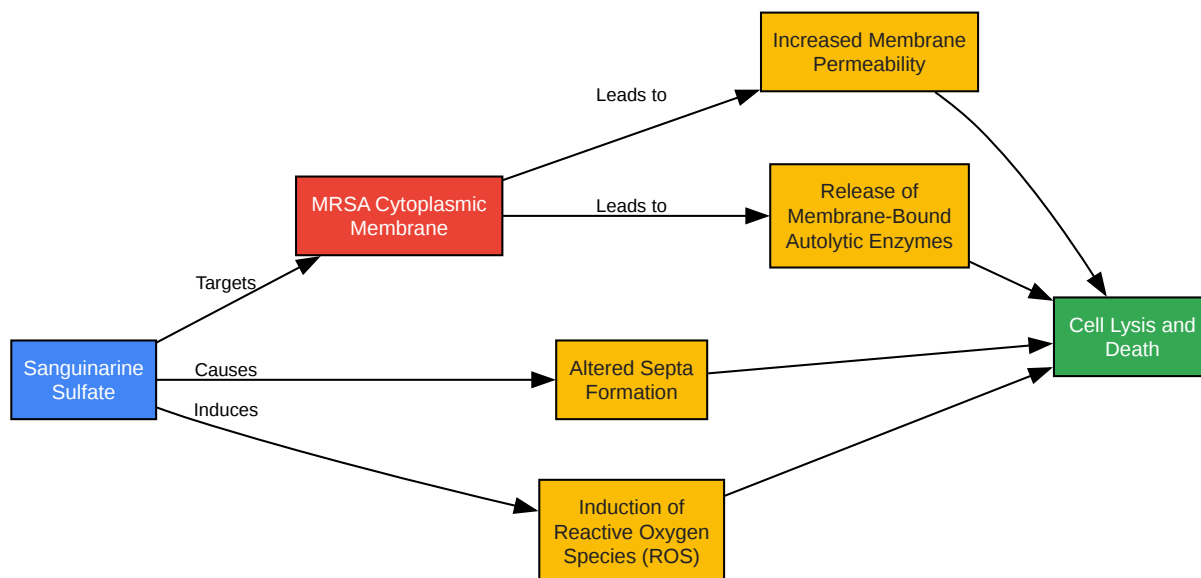 Increased Membrane
Permeability
Leads to
MRSA Cytoplasmic
Membrane
Leads to
Release of
Membrane-Bound
Autolytic Enzymes
Targets
Sanguinarine
Sulfate
Causes
Altered Septa
Formation
Cell Lysis and
Death
Induces
Induction of
Reactive Oxygen
Species (ROS)